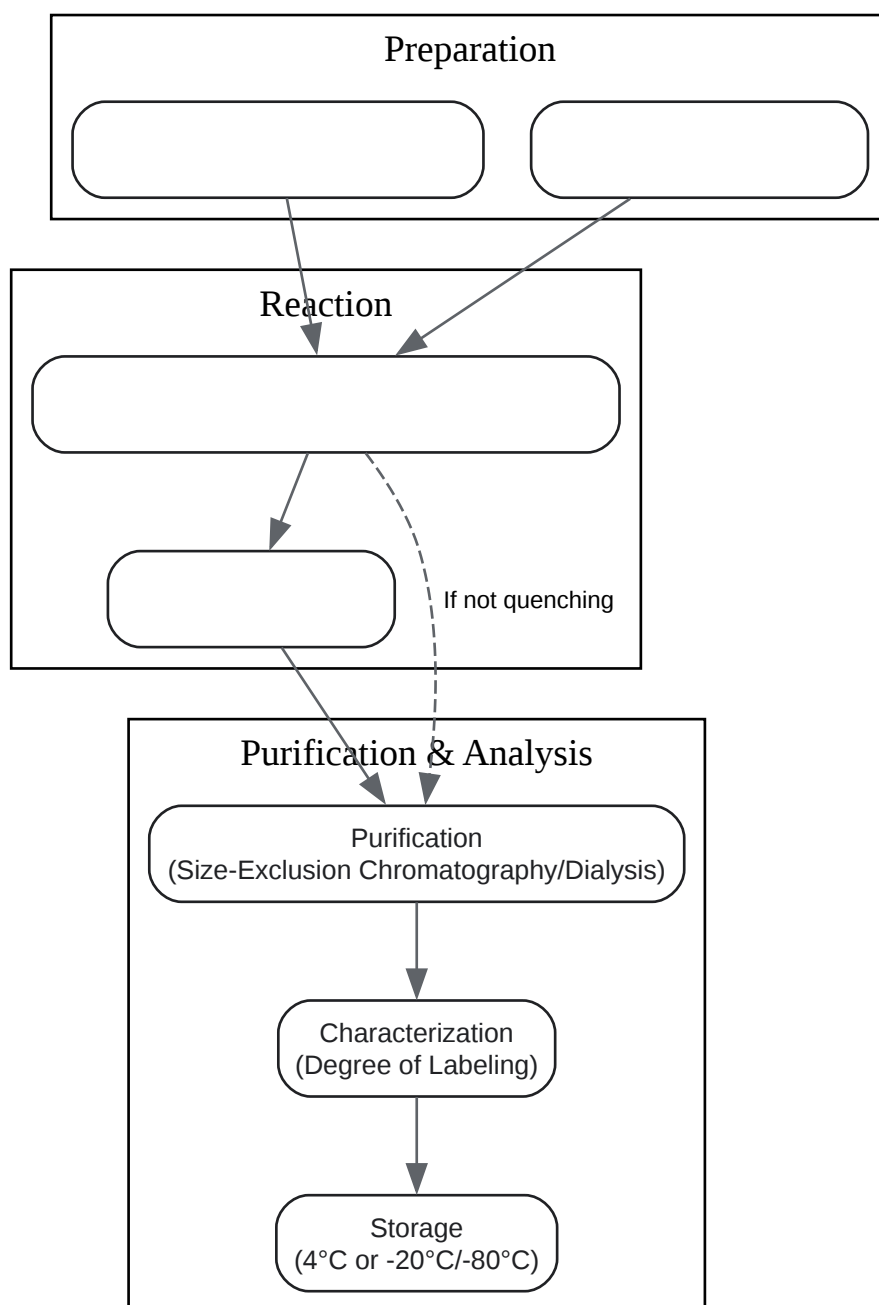 Preparation
Reaction
If not quenching
Purification & Analysis
Purification
(Size-Exclusion Chromatography/Dialysis)
Characterization
(Degree of Labeling)
Storage
(4°C or -20°C/-80°C)